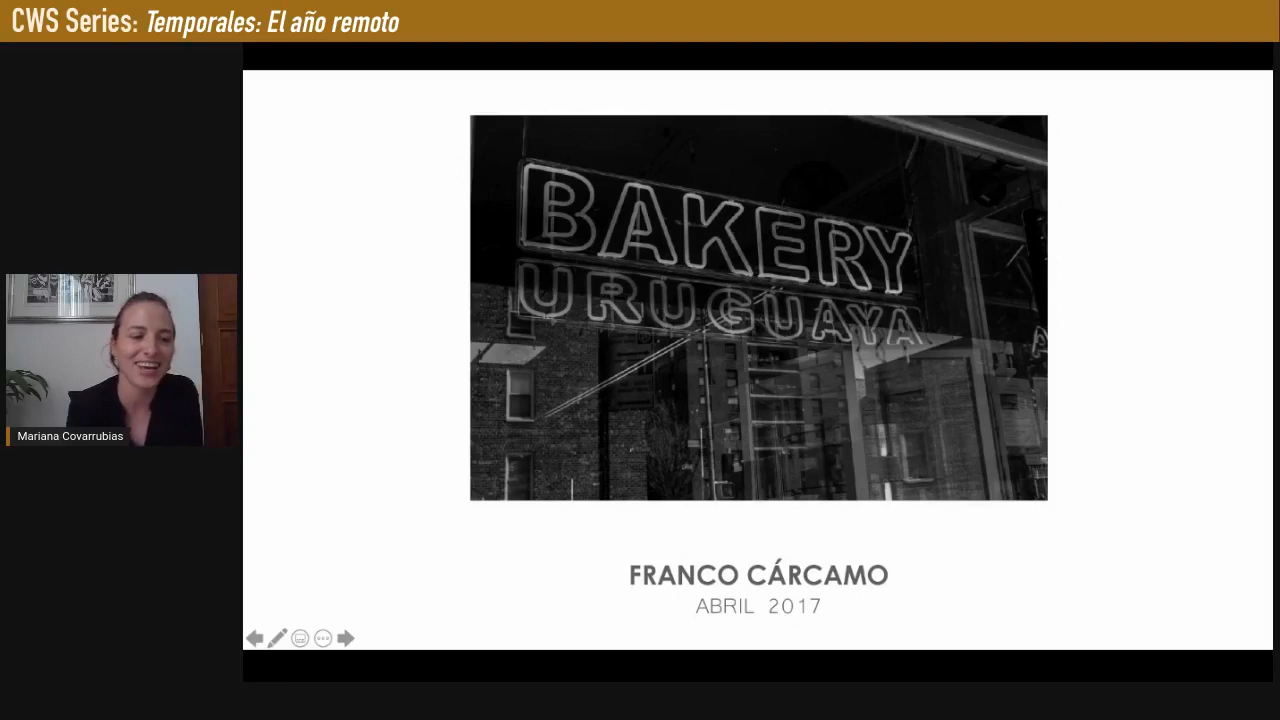 CWS Series: Temporales: El año remoto
BAKERY
URUGUAYA
Mariana Covarrubias
FRANCO CÁRCAMO
ABRIL 2017